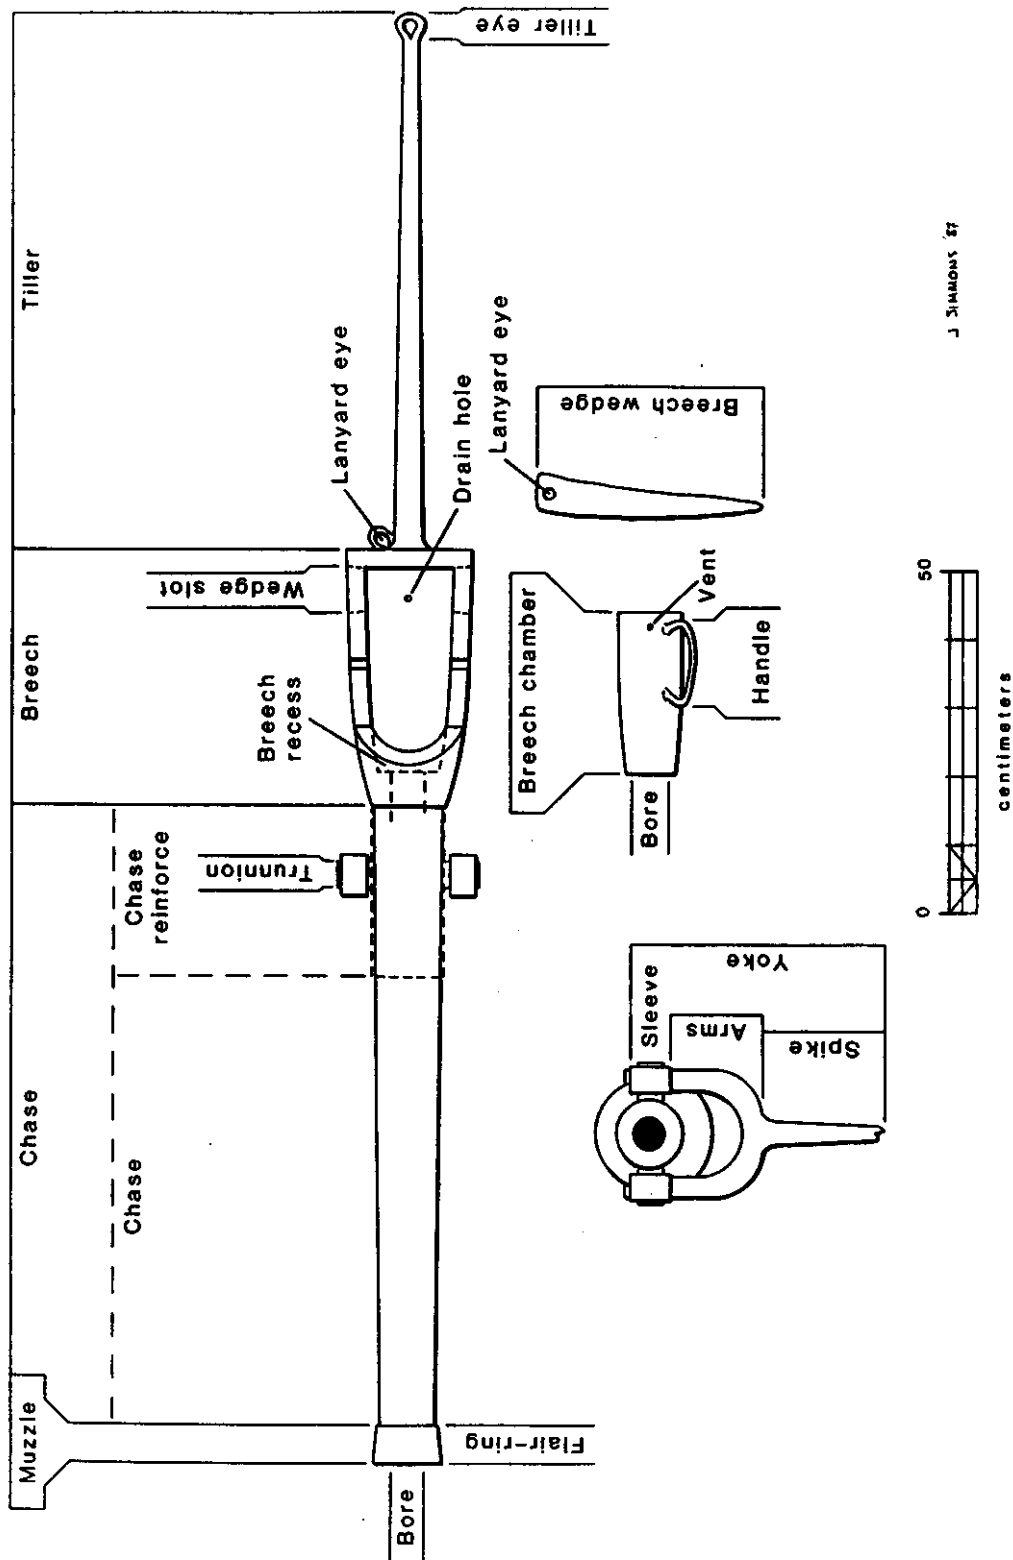 Muzzle
Chase
Breech
Tiller
Chase
Chase
reinforce
Trunnion
Wedge slot
Breech
recess
Lanyard eye
Tiller eye
Drain hole
Lanyard eye
Bore
Flair-ring
Breech chamber
Breech wedge
Vent
Bore
Handle
Sleeve
Arms
Yoke
Spike
0
50
centimeters
J SIMMONS '87